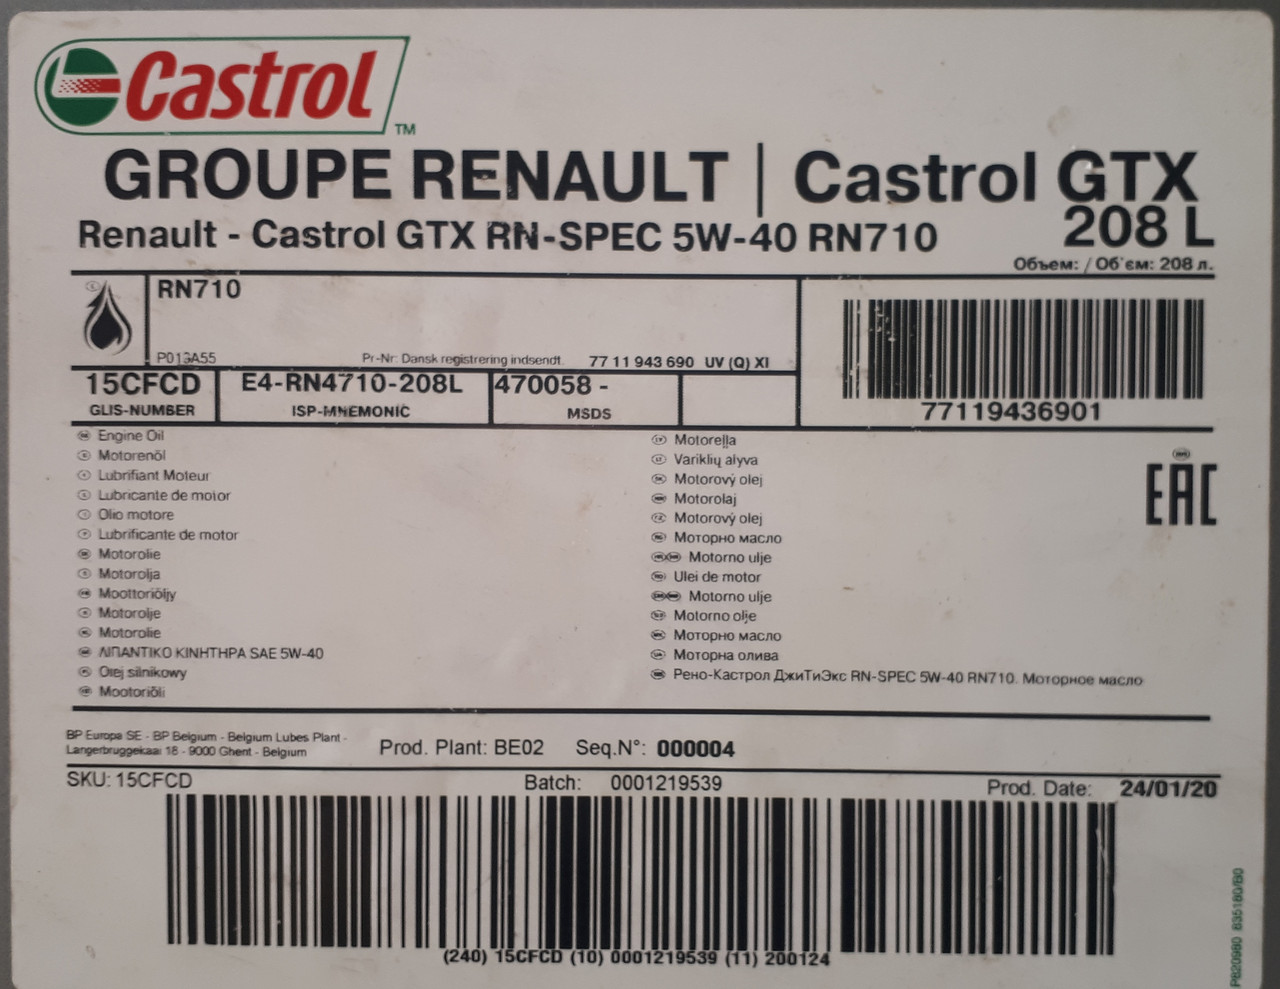 Castrol
TM
GROUPE RENAULT | Castrol GTX
Renault - Castrol GTX RN-SPEC 5W-40 RN710
208 L
Объем: / Об'єм: 208 л.
RN710
P013A55
Pr-Nr: Dansk registrering indsendt. 77 11 943 690 UV (Q) XI
77119436901
15CFCD
GLIS-NUMBER
E4-RN4710-208L
ISP-MNEMONIC
470058 -
MSDS
Engine Oil
Motorenöl
Lubrifiant Moteur
Lubricante de motor
Olio motore
Lubrificante de motor
Motorolie
Motorolja
Moottoriöljy
Motorolje
Motorolie
ΛΙΠΑΝΤΙΚΟ ΚΙΝΗΤΗΡΑ SAE 5W-40
Olej silnikowy
Mootoriõli
Motoreļļa
Variklių alyva
Motorový olej
Motorolaj
Motorový olej
Моторно масло
Motorno ulje
Ulei de motor
Motorno ulje
Motorno olje
Моторно масло
Моторна олива
Рено-Кастрол ДжиТиЭкс RN-SPEC 5W-40 RN710. Моторное масло
EAC
BP Europa SE - BP Belgium - Belgium Lubes Plant -
Langerbruggekaai 18 - 9000 Ghent - Belgium
Prod. Plant: BE02 Seq.N°: 000004
SKU: 15CFCD
Batch: 0001219539
Prod. Date: 24/01/20
(240) 15CFCD (10) 0001219539 (11) 200124
P820980 835180/B0